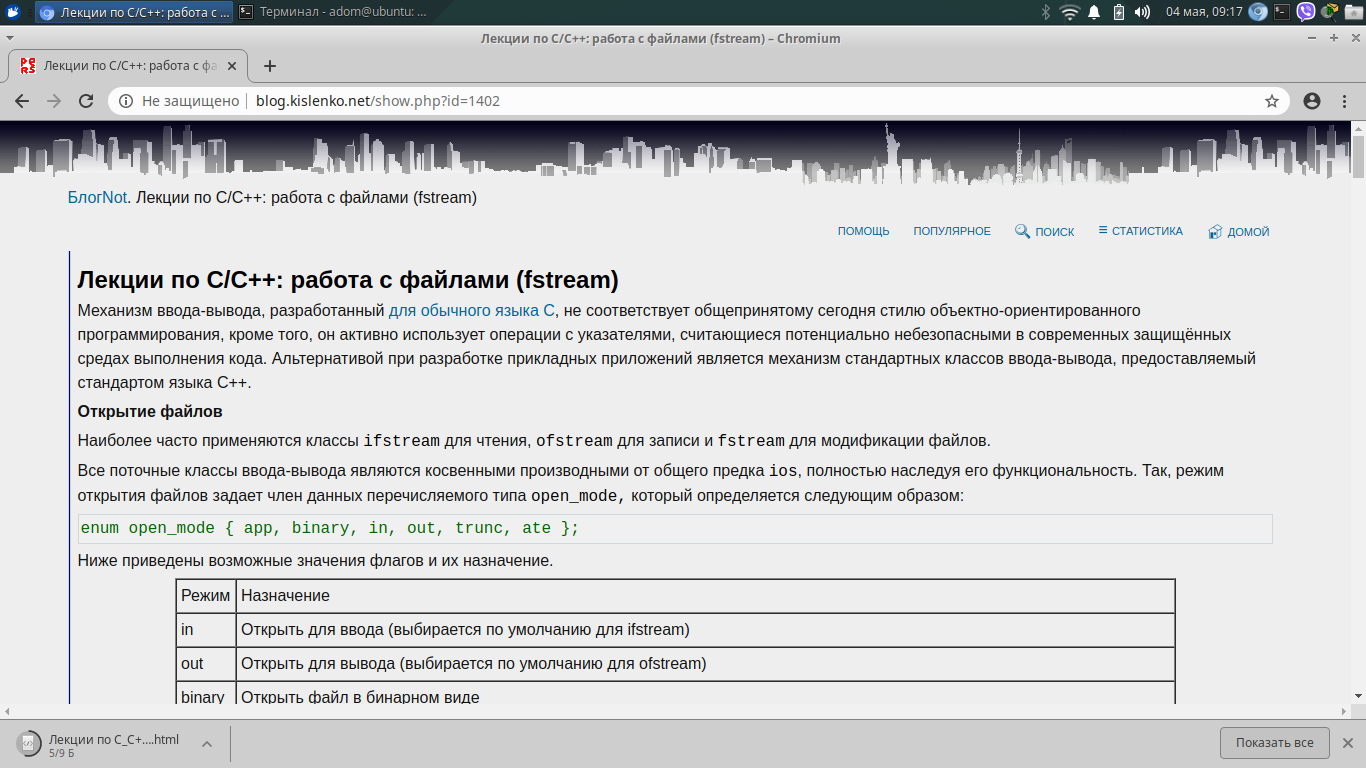 Лекции по C/C++: работа с ...
Терминал - adom@ubuntu: ...
04 мая, 09:17
Лекции по C/C++: работа с файлами (fstream) – Chromium
Лекции по C/C++: работа с фа
Не защищено
blog.kislenko.net/show.php?id=1402
БлогNot. Лекции по C/C++: работа с файлами (fstream)
ПОМОЩЬ ПОПУЛЯРНОЕ ПОИСК СТАТИСТИКА ДОМОЙ
Лекции по C/C++: работа с файлами (fstream)
Механизм ввода-вывода, разработанный для обычного языка С, не соответствует общепринятому сегодня стилю объектно-ориентированного
программирования, кроме того, он активно использует операции с указателями, считающиеся потенциально небезопасными в современных защищённых
средах выполнения кода. Альтернативой при разработке прикладных приложений является механизм стандартных классов ввода-вывода, предоставляемый
стандартом языка C++.
Открытие файлов
Наиболее часто применяются классы ifstream для чтения, ofstream для записи и fstream для модификации файлов.
Все поточные классы ввода-вывода являются косвенными производными от общего предка ios, полностью наследуя его функциональность. Так, режим
открытия файлов задает член данных перечисляемого типа open_mode, который определяется следующим образом:
enum open_mode { app, binary, in, out, trunc, ate };
Ниже приведены возможные значения флагов и их назначение.
Режим Назначение
in Открыть для ввода (выбирается по умолчанию для ifstream)
out Открыть для вывода (выбирается по умолчанию для ofstream)
binary Открыть файл в бинарном виде
Лекции по C_C+....html
5/9 Б
Показать все